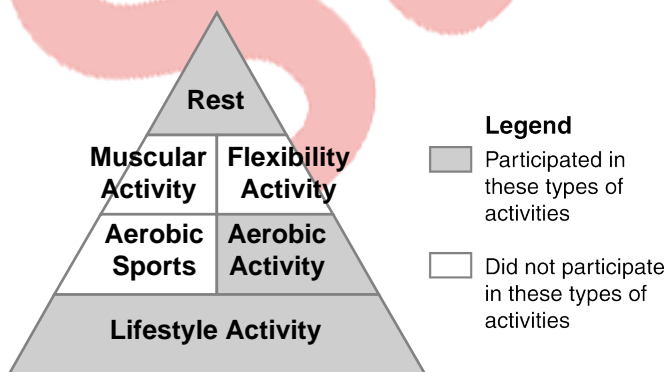 Rest
Muscular Activity
Flexibility Activity
Aerobic Sports
Aerobic Activity
Lifestyle Activity
Legend
Participated in
these types of
activities
Did not participate
in these types of
activities